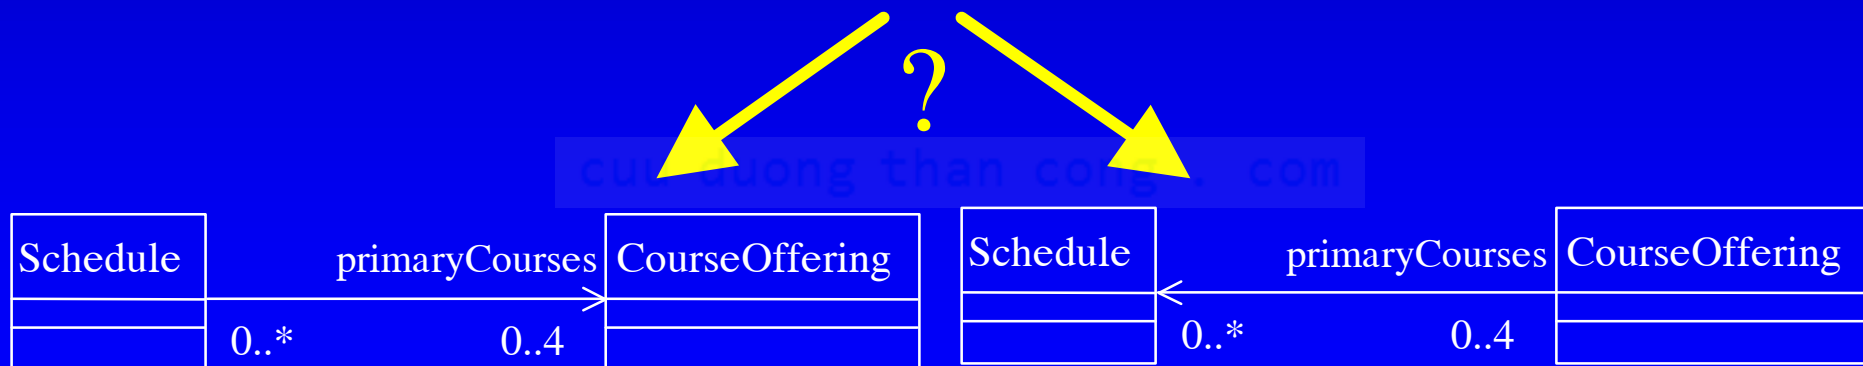 ?
cuu duong than cong . com
Schedule primaryCourses CourseOffering
0..* 0..4
Schedule primaryCourses CourseOffering
0..* 0..4